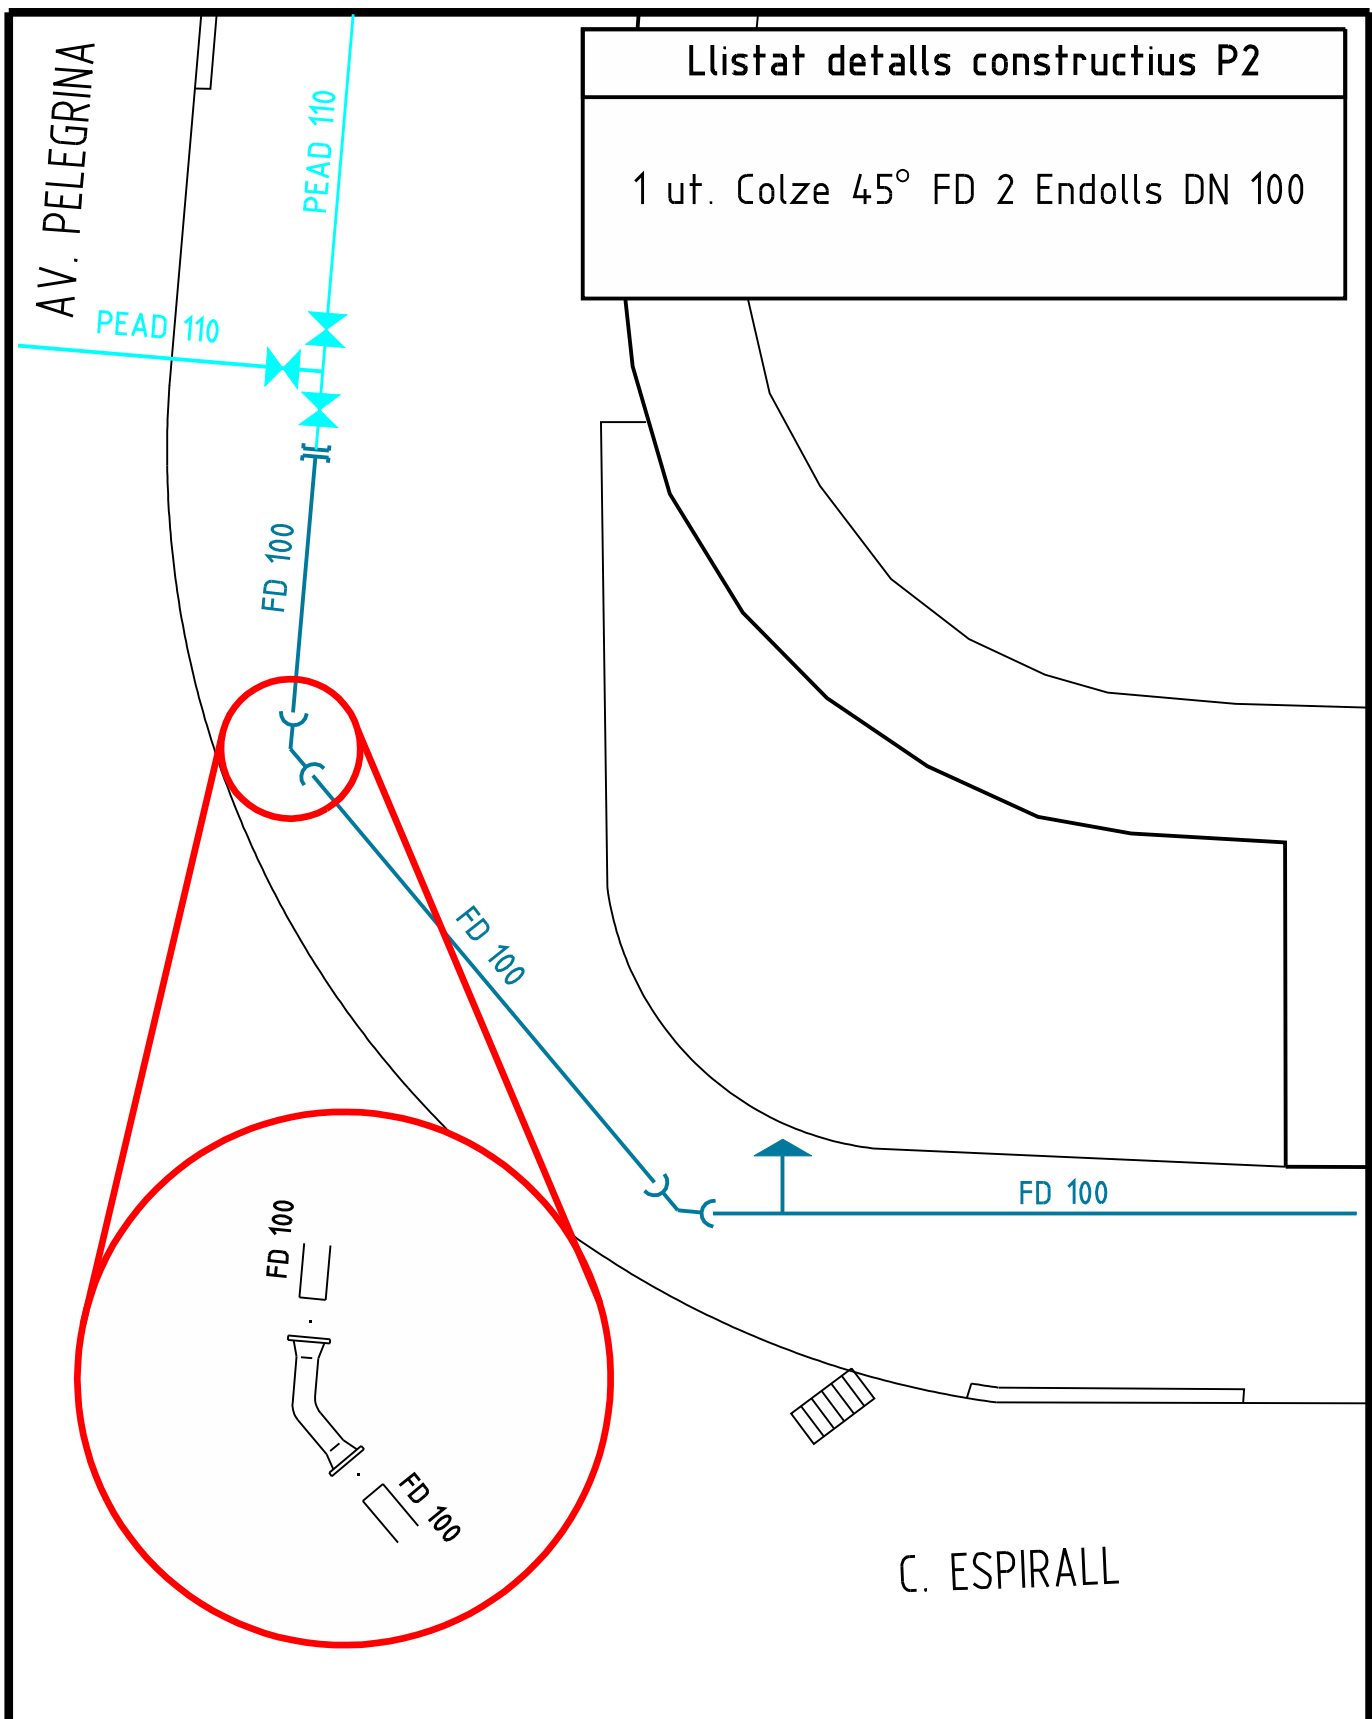 Llistat detalls constructius P2
1 ut. Colze 45° FD 2 Endolls DN 100
AV. PELEGRINA
PEAD 110
PEAD 110
FD 100
FD 100
FD 100
FD 100
FD 100
C. ESPIRALL